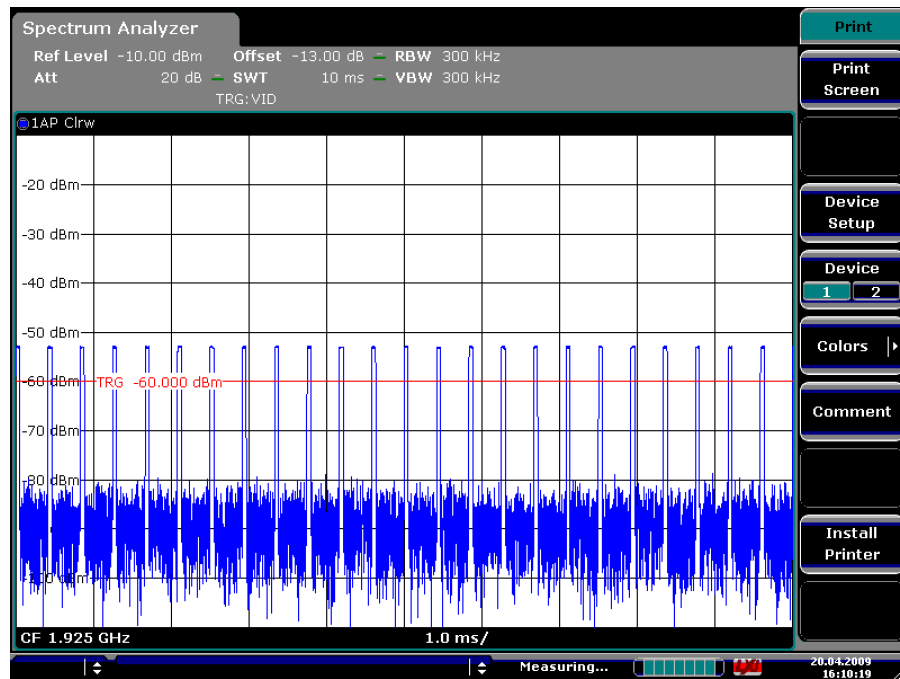 Spectrum Analyzer
Ref Level -10.00 dBm Offset -13.00 dB RBW 300 kHz
Att 20 dB SWT 10 ms VBW 300 kHz
TRG:VID
1AP Clrw
-20 dBm
-30 dBm
-40 dBm
-50 dBm
-60 dBm TRG -60.000 dBm
-70 dBm
-80 dBm
-100 dBm
CF 1.925 GHz 1.0 ms/
Measuring...
20.04.2009
16:10:19
Print
Print
Screen
Device
Setup
Device
1 2
Colors
Comment
Install
Printer